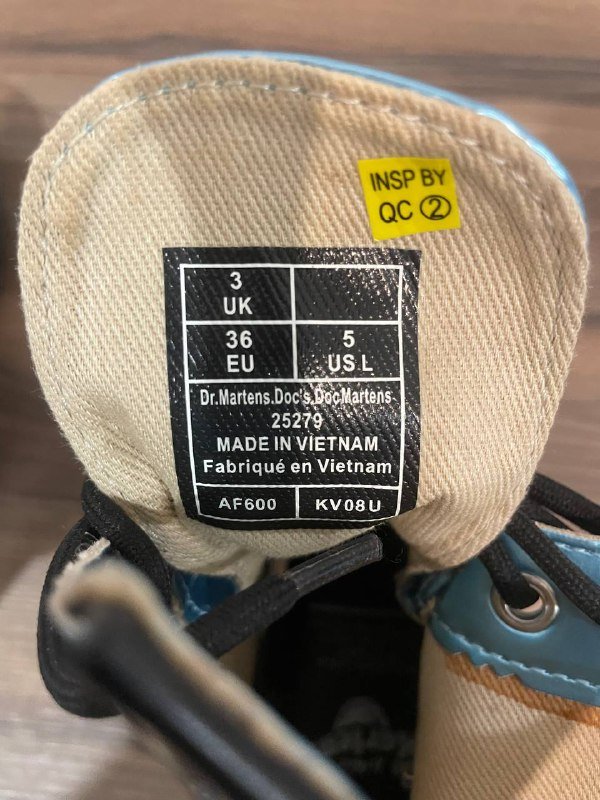 INSP BY
QC ②
3
UK
36
EU
5
US L
Dr.Martens.Doc's.DocMartens
25279
MADE IN VIETNAM
Fabriqué en Vietnam
AF600
KV08U